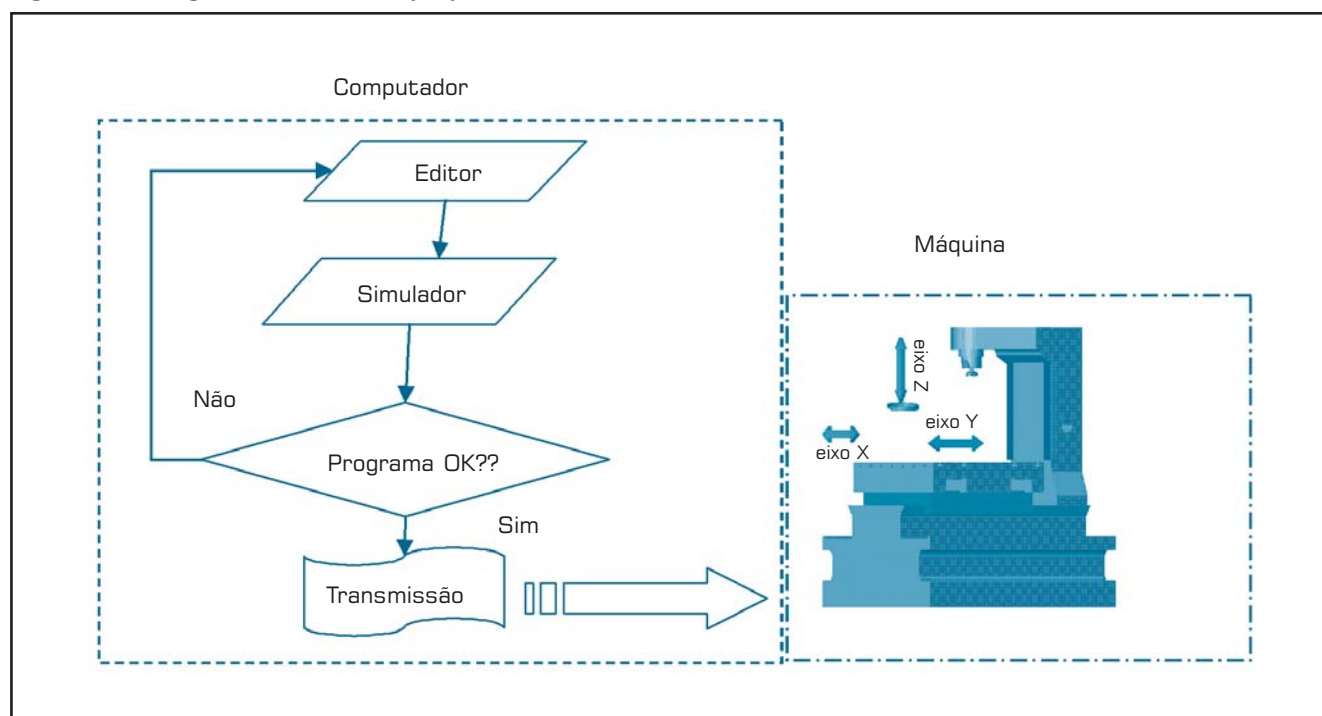 Computador
Editor
Simulador
Não
Programa OK??
Sim
Transmissão
Máquina
eixo Z
eixo Y
eixo X